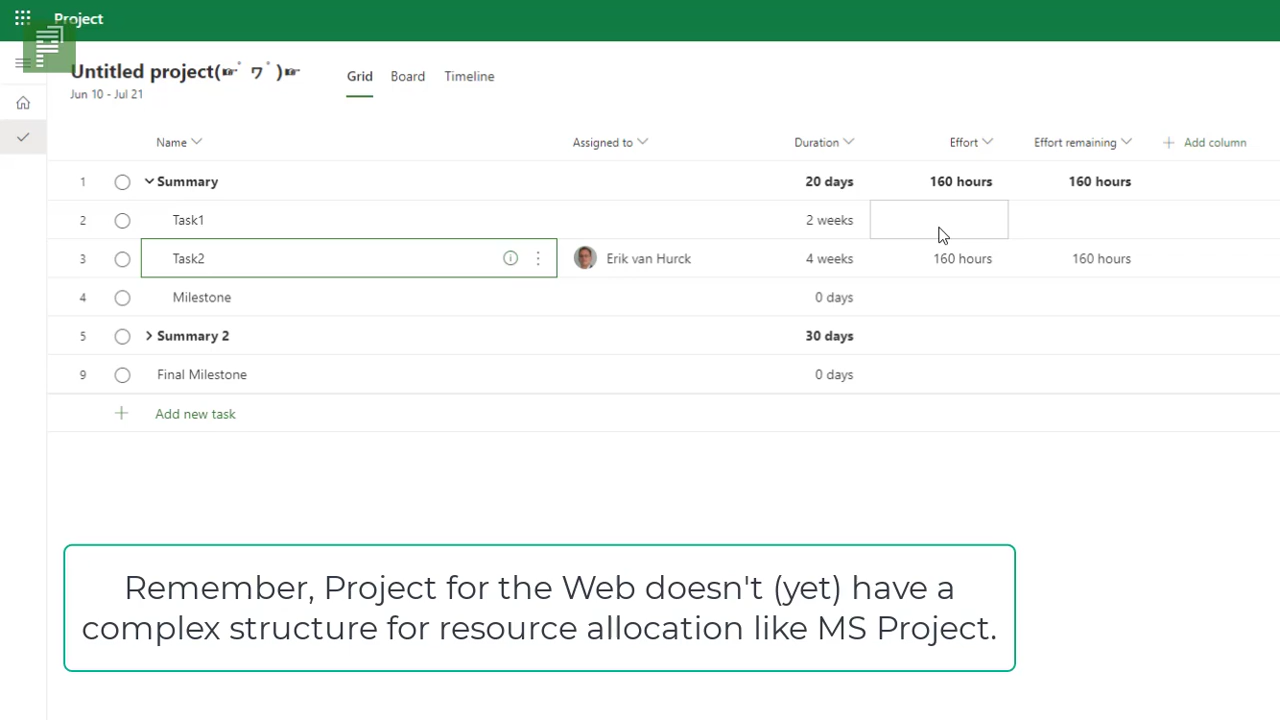 Project
Untitled project(☞ﾟヮﾟ)☞
Jun 10 - Jul 21
Grid Board Timeline
Name Assigned to Duration Effort Effort remaining + Add column
1 Summary 20 days 160 hours 160 hours
2 Task1 2 weeks
3 Task2 Erik van Hurck 4 weeks 160 hours 160 hours
4 Milestone 0 days
5 Summary 2 30 days
9 Final Milestone 0 days
+ Add new task
Remember, Project for the Web doesn't (yet) have a
complex structure for resource allocation like MS Project.